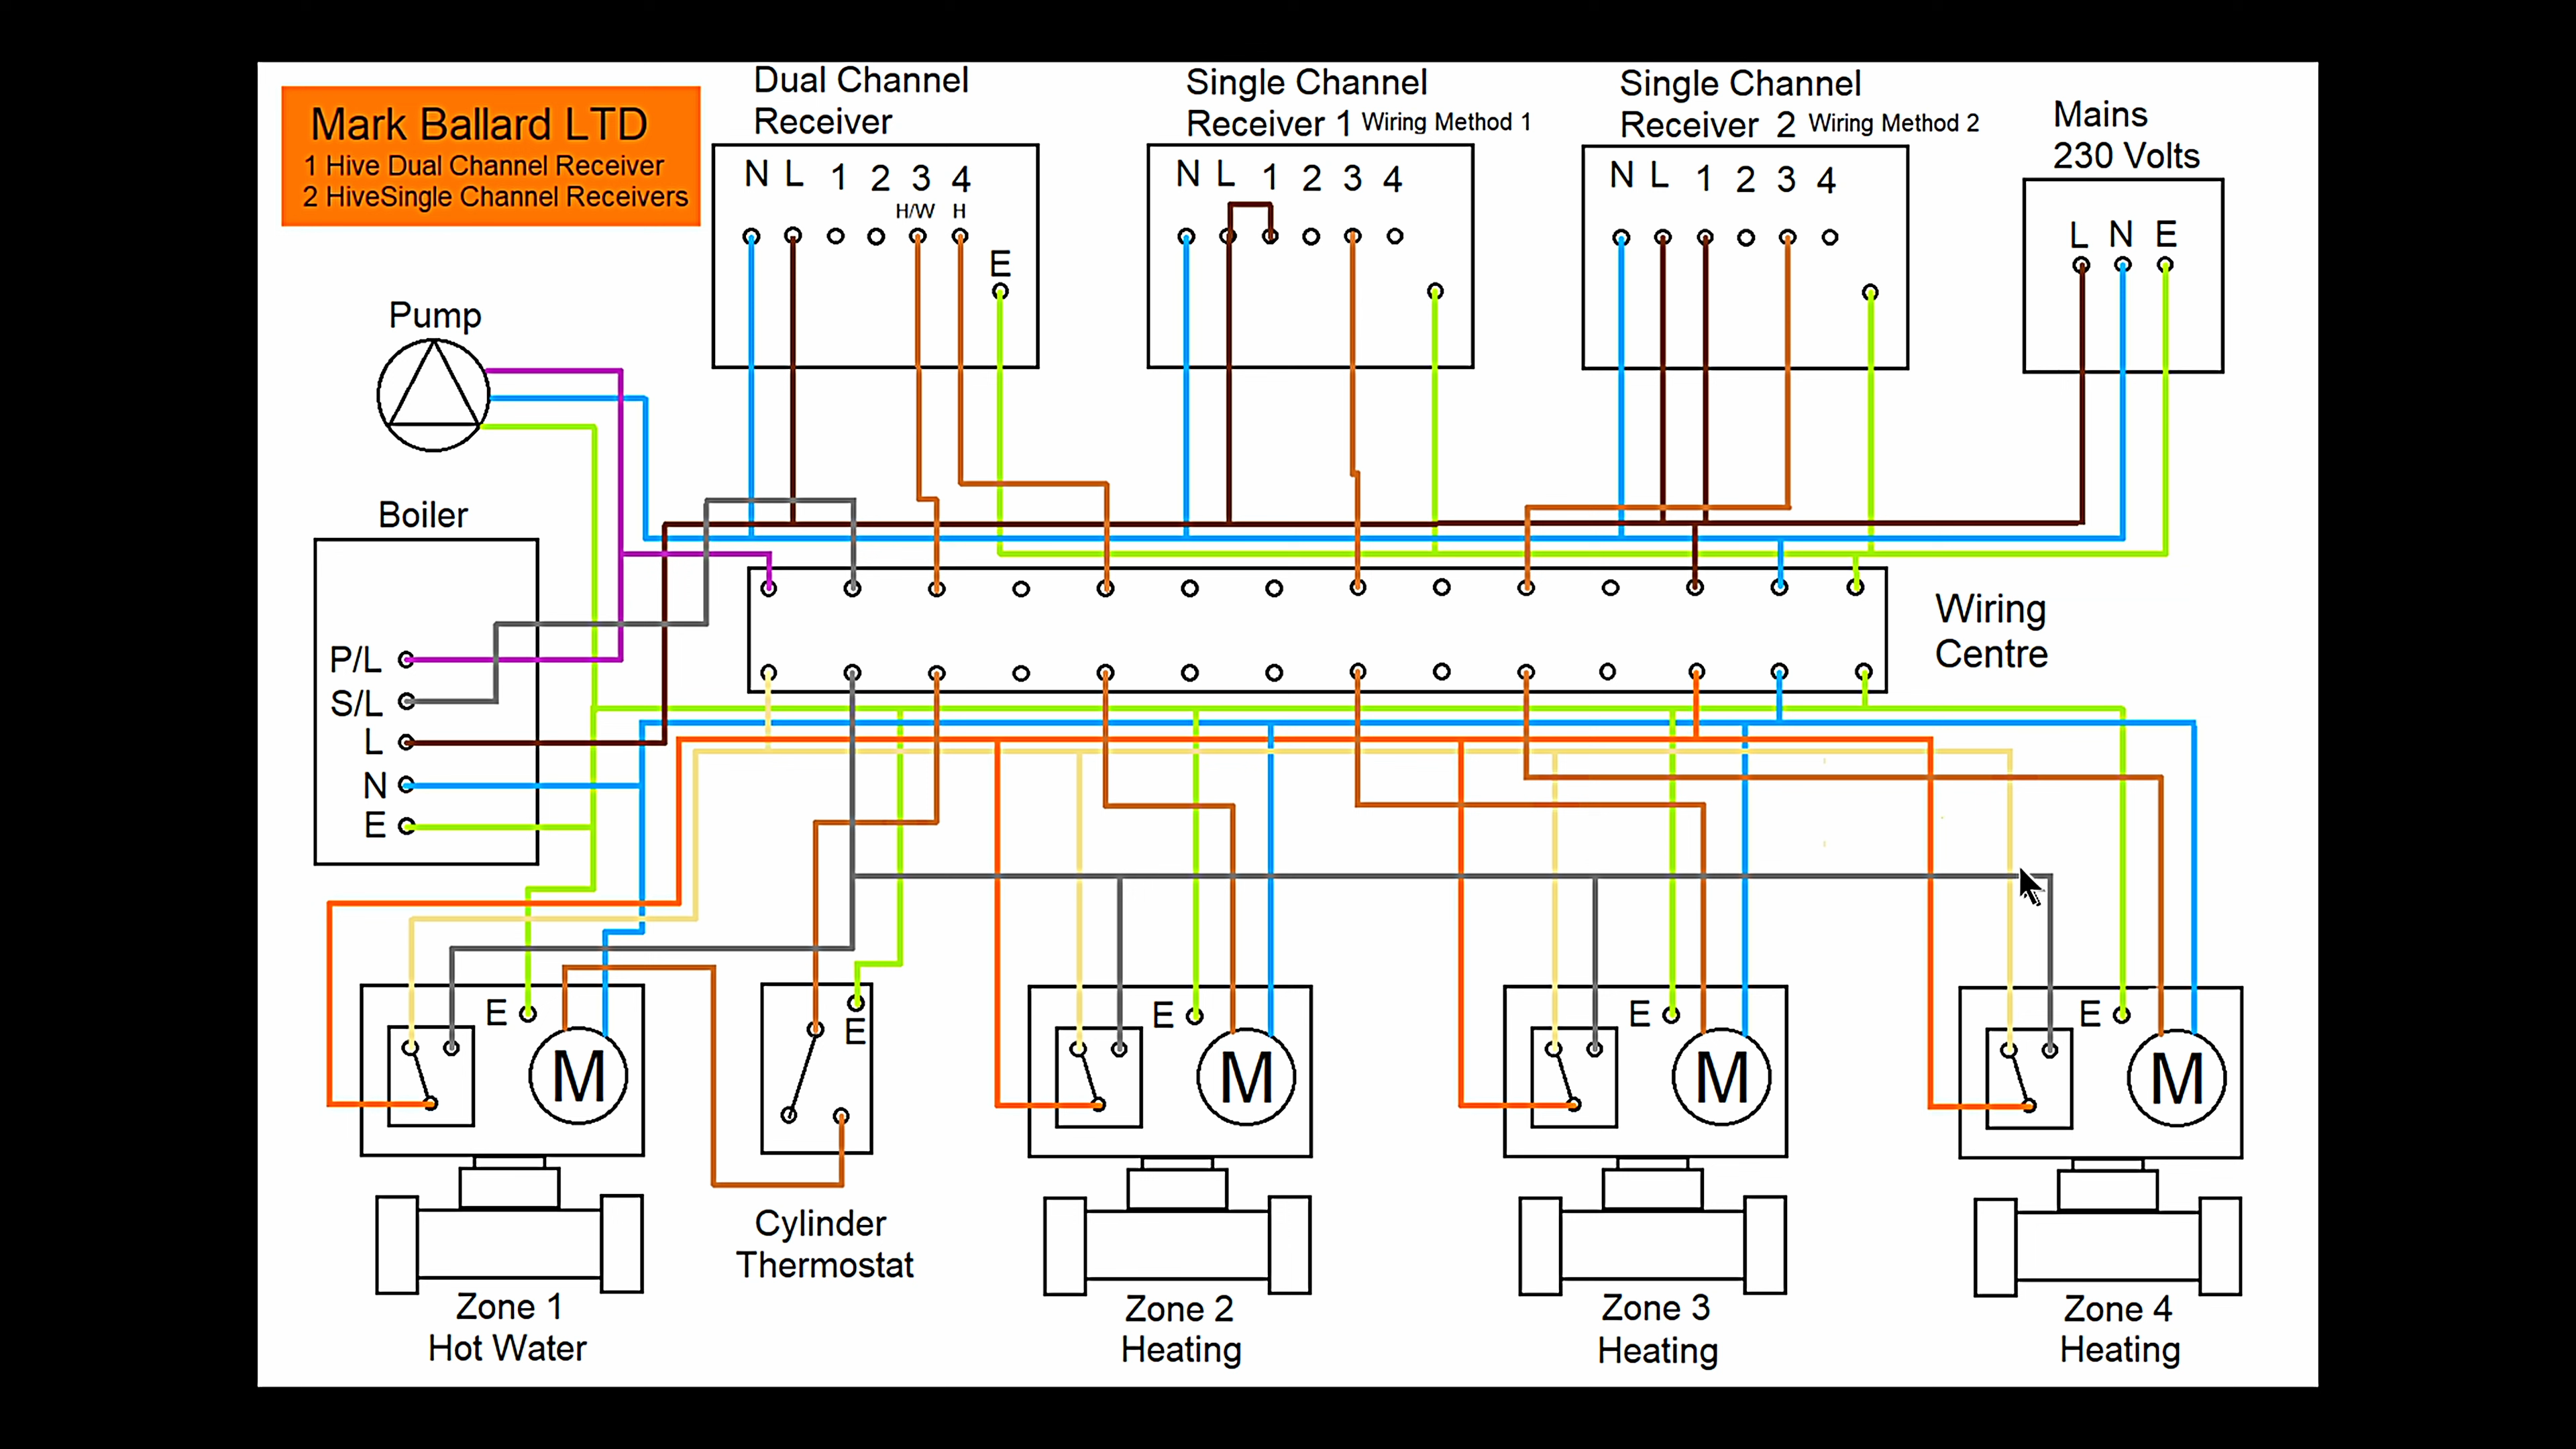 Mark Ballard LTD
1 Hive Dual Channel Receiver
2 HiveSingle Channel Receivers
Dual Channel
Receiver
N L 1 2 3 4
H/W H
E
Single Channel
Receiver 1 Wiring Method 1
N L 1 2 3 4
Single Channel
Receiver 2 Wiring Method 2
N L 1 2 3 4
Mains
230 Volts
L N E
Pump
Boiler
P/L
S/L
L
N
E
Wiring
Centre
E
M
E
E
M
E
M
E
M
Zone 1
Hot Water
Cylinder
Thermostat
Zone 2
Heating
Zone 3
Heating
Zone 4
Heating